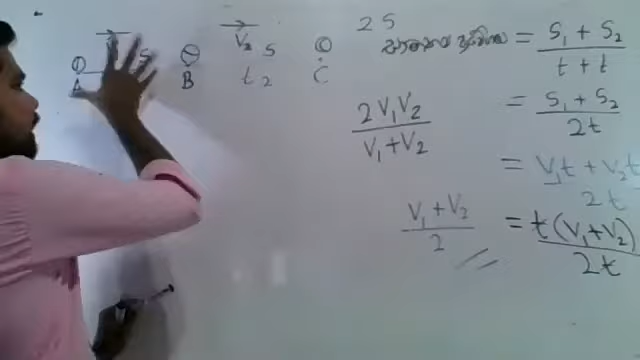 V₂ S
A B t₂ C
2S
= S₁ + S₂ / t + t
2V₁V₂ / V₁ + V₂
= S₁ + S₂ / 2t
= V₁t + V₂t / 2t
V₁ + V₂ / 2
= t(V₁ + V₂) / 2t